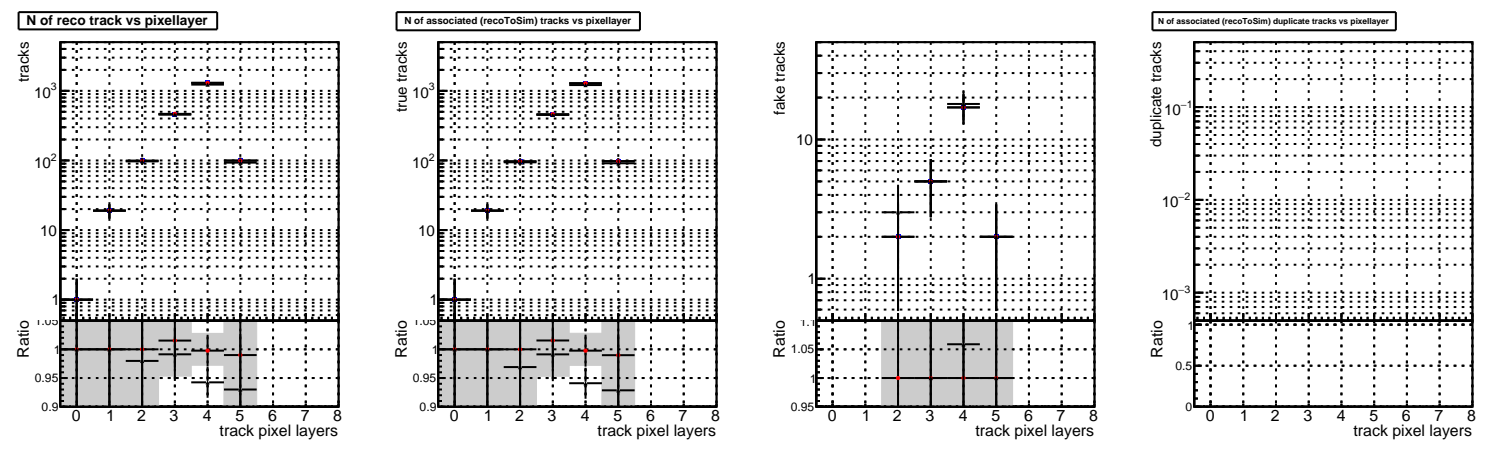 N of reco track vs pixellayer
tracks
10³
10²
10
1
Ratio
1.05
1
0.95
0.9
0 1 2 3 4 5 6 7 8
track pixel layers
N of associated (recoToSim) tracks vs pixellayer
true tracks
10³
10²
10
1
Ratio
1.05
1
0.95
0.9
0 1 2 3 4 5 6 7 8
track pixel layers
fake tracks
10
1
Ratio
1.1
1.05
1
0.95
0 1 2 3 4 5 6 7 8
track pixel layers
N of associated (recoToSim) duplicate tracks vs pixellayer
duplicate tracks
10⁻¹
10⁻²
10⁻³
Ratio
1
0.5
0
0 1 2 3 4 5 6 7 8
track pixel layers